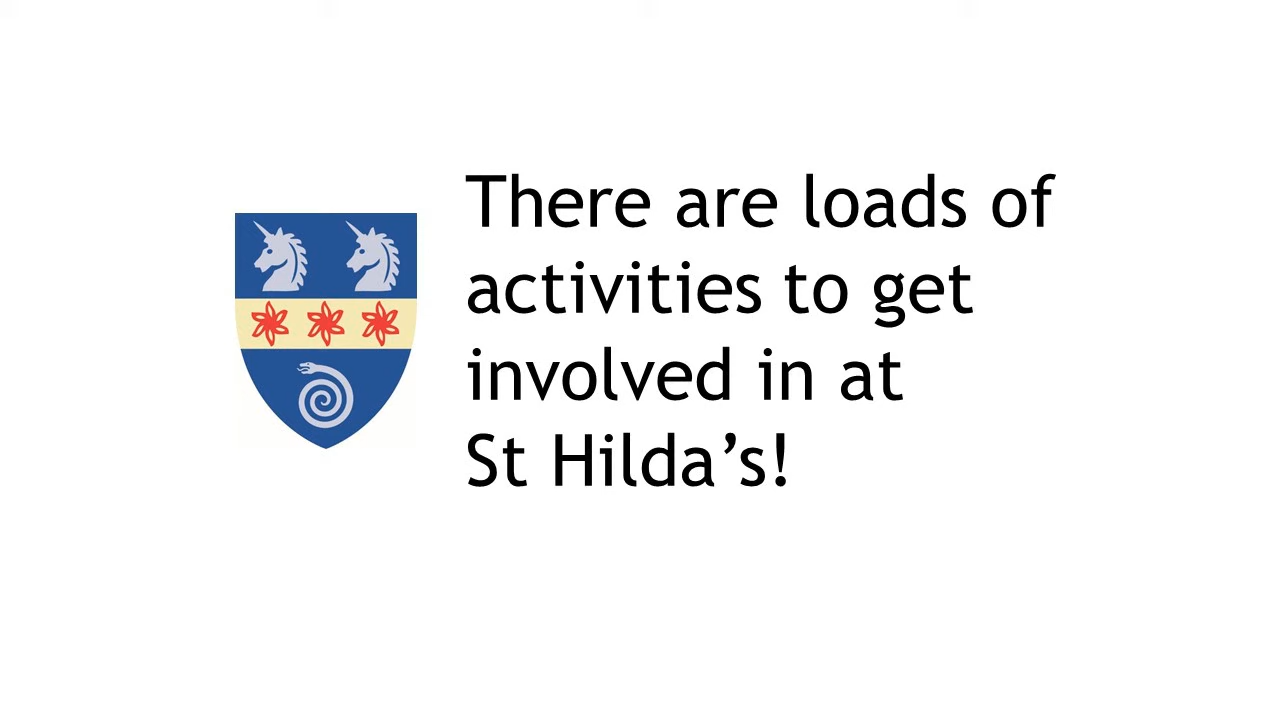 There are loads of
activities to get
involved in at
St Hilda’s!